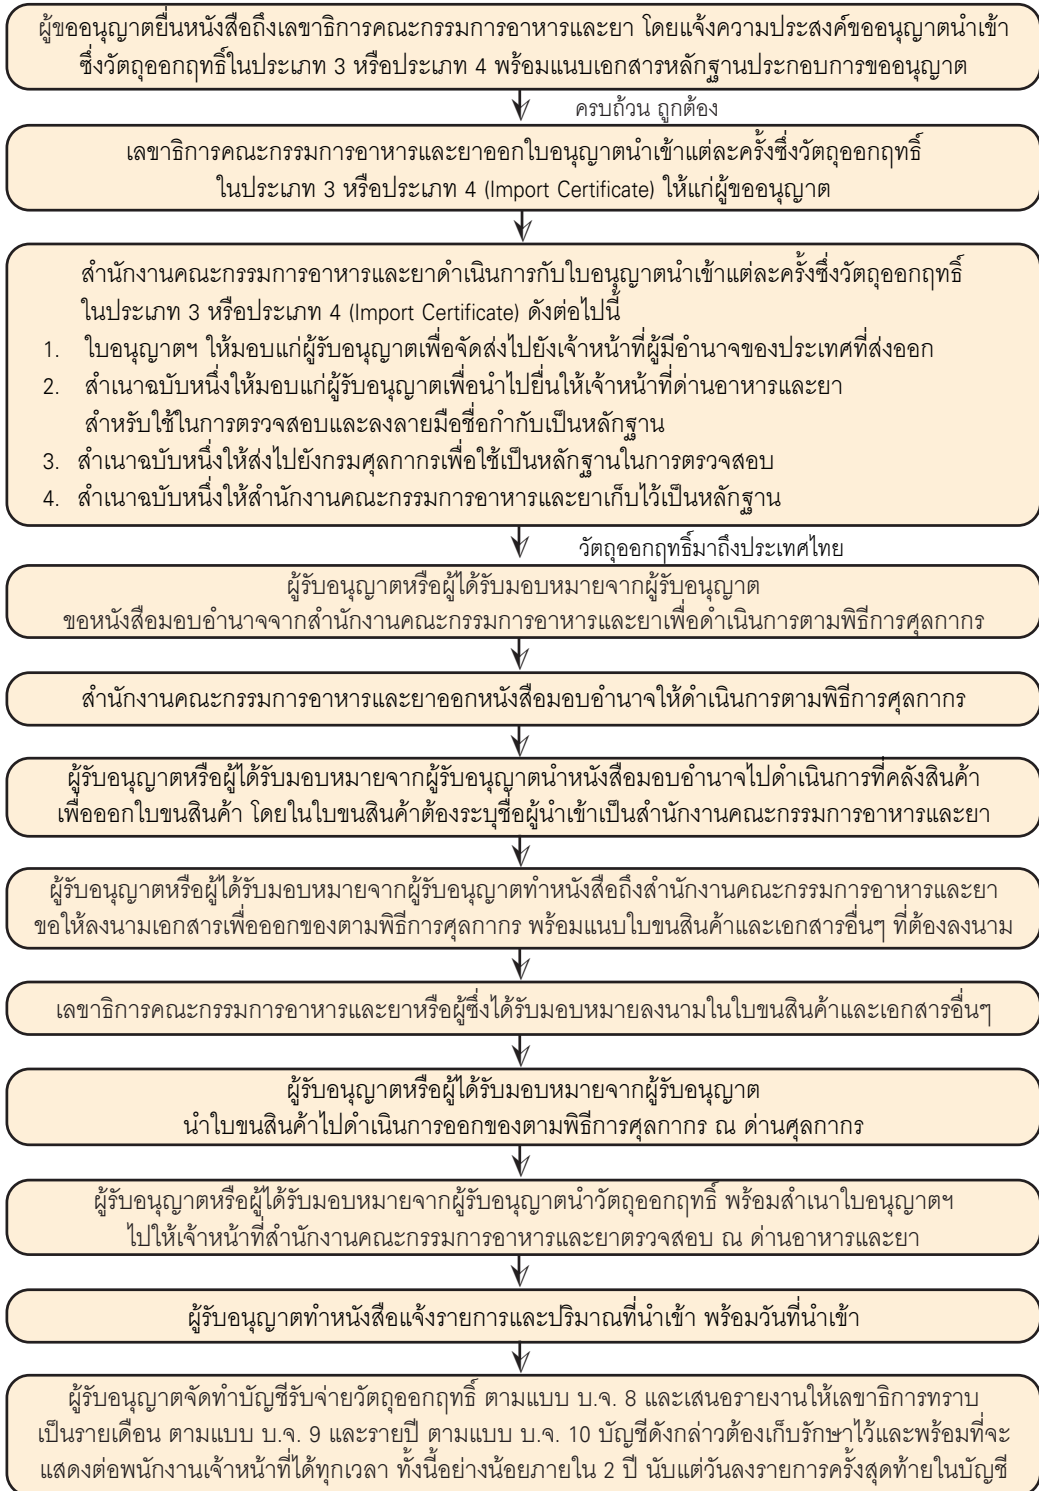 ผู้ขออนุญาตยื่นหนังสือถึงเลขาธิการคณะกรรมการอาหารและยา โดยแจ้งความประสงค์ขออนุญาตนำเข้า
ซึ่งวัตถุออกฤทธิ์ในประเภท 3 หรือประเภท 4 พร้อมแนบเอกสารหลักฐานประกอบการขออนุญาต
ครบถ้วน ถูกต้อง
เลขาธิการคณะกรรมการอาหารและยาออกใบอนุญาตนำเข้าแต่ละครั้งซึ่งวัตถุออกฤทธิ์
ในประเภท 3 หรือประเภท 4 (Import Certificate) ให้แก่ผู้ขออนุญาต
สำนักงานคณะกรรมการอาหารและยาดำเนินการกับใบอนุญาตนำเข้าแต่ละครั้งซึ่งวัตถุออกฤทธิ์
ในประเภท 3 หรือประเภท 4 (Import Certificate) ดังต่อไปนี้
1. ใบอนุญาตฯ ให้มอบแก่ผู้รับอนุญาตเพื่อจัดส่งไปยังเจ้าหน้าที่ผู้มีอำนาจของประเทศที่ส่งออก
2. สำเนาฉบับหนึ่งให้มอบแก่ผู้รับอนุญาตเพื่อนำไปยื่นให้เจ้าหน้าที่ด่านอาหารและยา
สำหรับใช้ในการตรวจสอบและลงลายมือชื่อกำกับเป็นหลักฐาน
3. สำเนาฉบับหนึ่งให้ส่งไปยังกรมศุลกากรเพื่อใช้เป็นหลักฐานในการตรวจสอบ
4. สำเนาฉบับหนึ่งให้สำนักงานคณะกรรมการอาหารและยาเก็บไว้เป็นหลักฐาน
วัตถุออกฤทธิ์มาถึงประเทศไทย
ผู้รับอนุญาตหรือผู้ได้รับมอบหมายจากผู้รับอนุญาต
ขอหนังสือมอบอำนาจจากสำนักงานคณะกรรมการอาหารและยาเพื่อดำเนินการตามพิธีการศุลกากร
สำนักงานคณะกรรมการอาหารและยาออกหนังสือมอบอำนาจให้ดำเนินการตามพิธีการศุลกากร
ผู้รับอนุญาตหรือผู้ได้รับมอบหมายจากผู้รับอนุญาตนำหนังสือมอบอำนาจไปดำเนินการที่คลังสินค้า
เพื่อออกใบขนสินค้า โดยในใบขนสินค้าต้องระบุชื่อผู้นำเข้าเป็นสำนักงานคณะกรรมการอาหารและยา
ผู้รับอนุญาตหรือผู้ได้รับมอบหมายจากผู้รับอนุญาตทำหนังสือถึงสำนักงานคณะกรรมการอาหารและยา
ขอให้ลงนามเอกสารเพื่อออกของตามพิธีการศุลกากร พร้อมแนบใบขนสินค้าและเอกสารอื่นๆ ที่ต้องลงนาม
เลขาธิการคณะกรรมการอาหารและยาหรือผู้ซึ่งได้รับมอบหมายลงนามในใบขนสินค้าและเอกสารอื่นๆ
ผู้รับอนุญาตหรือผู้ได้รับมอบหมายจากผู้รับอนุญาต
นำใบขนสินค้าไปดำเนินการออกของตามพิธีการศุลกากร ณ ด่านศุลกากร
ผู้รับอนุญาตหรือผู้ได้รับมอบหมายจากผู้รับอนุญาตนำวัตถุออกฤทธิ์ พร้อมสำเนาใบอนุญาตฯ
ไปให้เจ้าหน้าที่สำนักงานคณะกรรมการอาหารและยาตรวจสอบ ณ ด่านอาหารและยา
ผู้รับอนุญาตทำหนังสือแจ้งรายการและปริมาณที่นำเข้า พร้อมวันที่นำเข้า
ผู้รับอนุญาตจัดทำบัญชีรับจ่ายวัตถุออกฤทธิ์ ตามแบบ บ.จ. 8 และเสนอรายงานให้เลขาธิการทราบ
เป็นรายเดือน ตามแบบ บ.จ. 9 และรายปี ตามแบบ บ.จ. 10 บัญชีดังกล่าวต้องเก็บรักษาไว้และพร้อมที่จะ
แสดงต่อพนักงานเจ้าหน้าที่ได้ทุกเวลา ทั้งนี้อย่างน้อยภายใน 2 ปี นับแต่วันลงรายการครั้งสุดท้ายในบัญชี